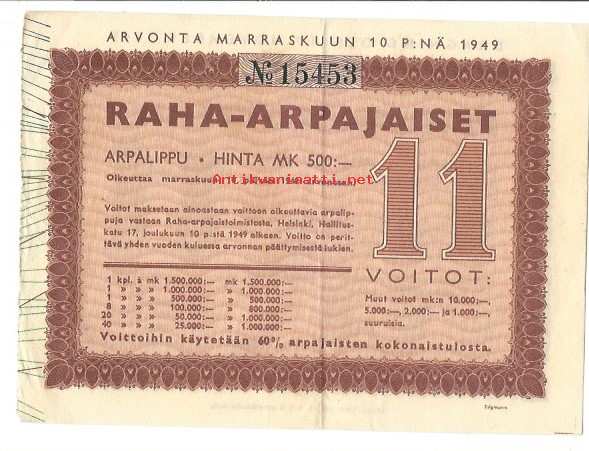 ARVONTA MARRASKUUN 10 P:NÄ 1949
№ 15453
RAHA-ARPAJAISET
11
ARPALIPPU • HINTA MK 500:—
Oikeuttaa marraskuun
Antikvariaatti.net
Voitot maksetaan ainoastaan voittoon oikeuttavia arpalip-
puja vastaan Raha-arpajaistoimistosta, Helsinki, Hallitus-
katu 17, joulukuun 10 p:stä 1949 alkaen. Voitto on perit-
tävä yhden vuoden kuluessa arvonnan päättymisestä lukien.
VOITOT:
1 kpl. à mk 1.500.000:— mk 1.500.000:—
1 » » » 1.000.000:— » 1.000.000:—
1 » » » 500.000:— » 500.000:—
8 » » » 100.000:— » 800.000:—
20 » » » 50.000:— » 1.000.000:—
40 » » » 25.000:— » 1.000.000:—
Muut voitot mk:n 10.000:—,
5.000:—, 2.000:— ja 1.000:—,
suuruisia.
Voittoihin käytetään 60% arpajaisten kokonaistulosta.
Tilgmann